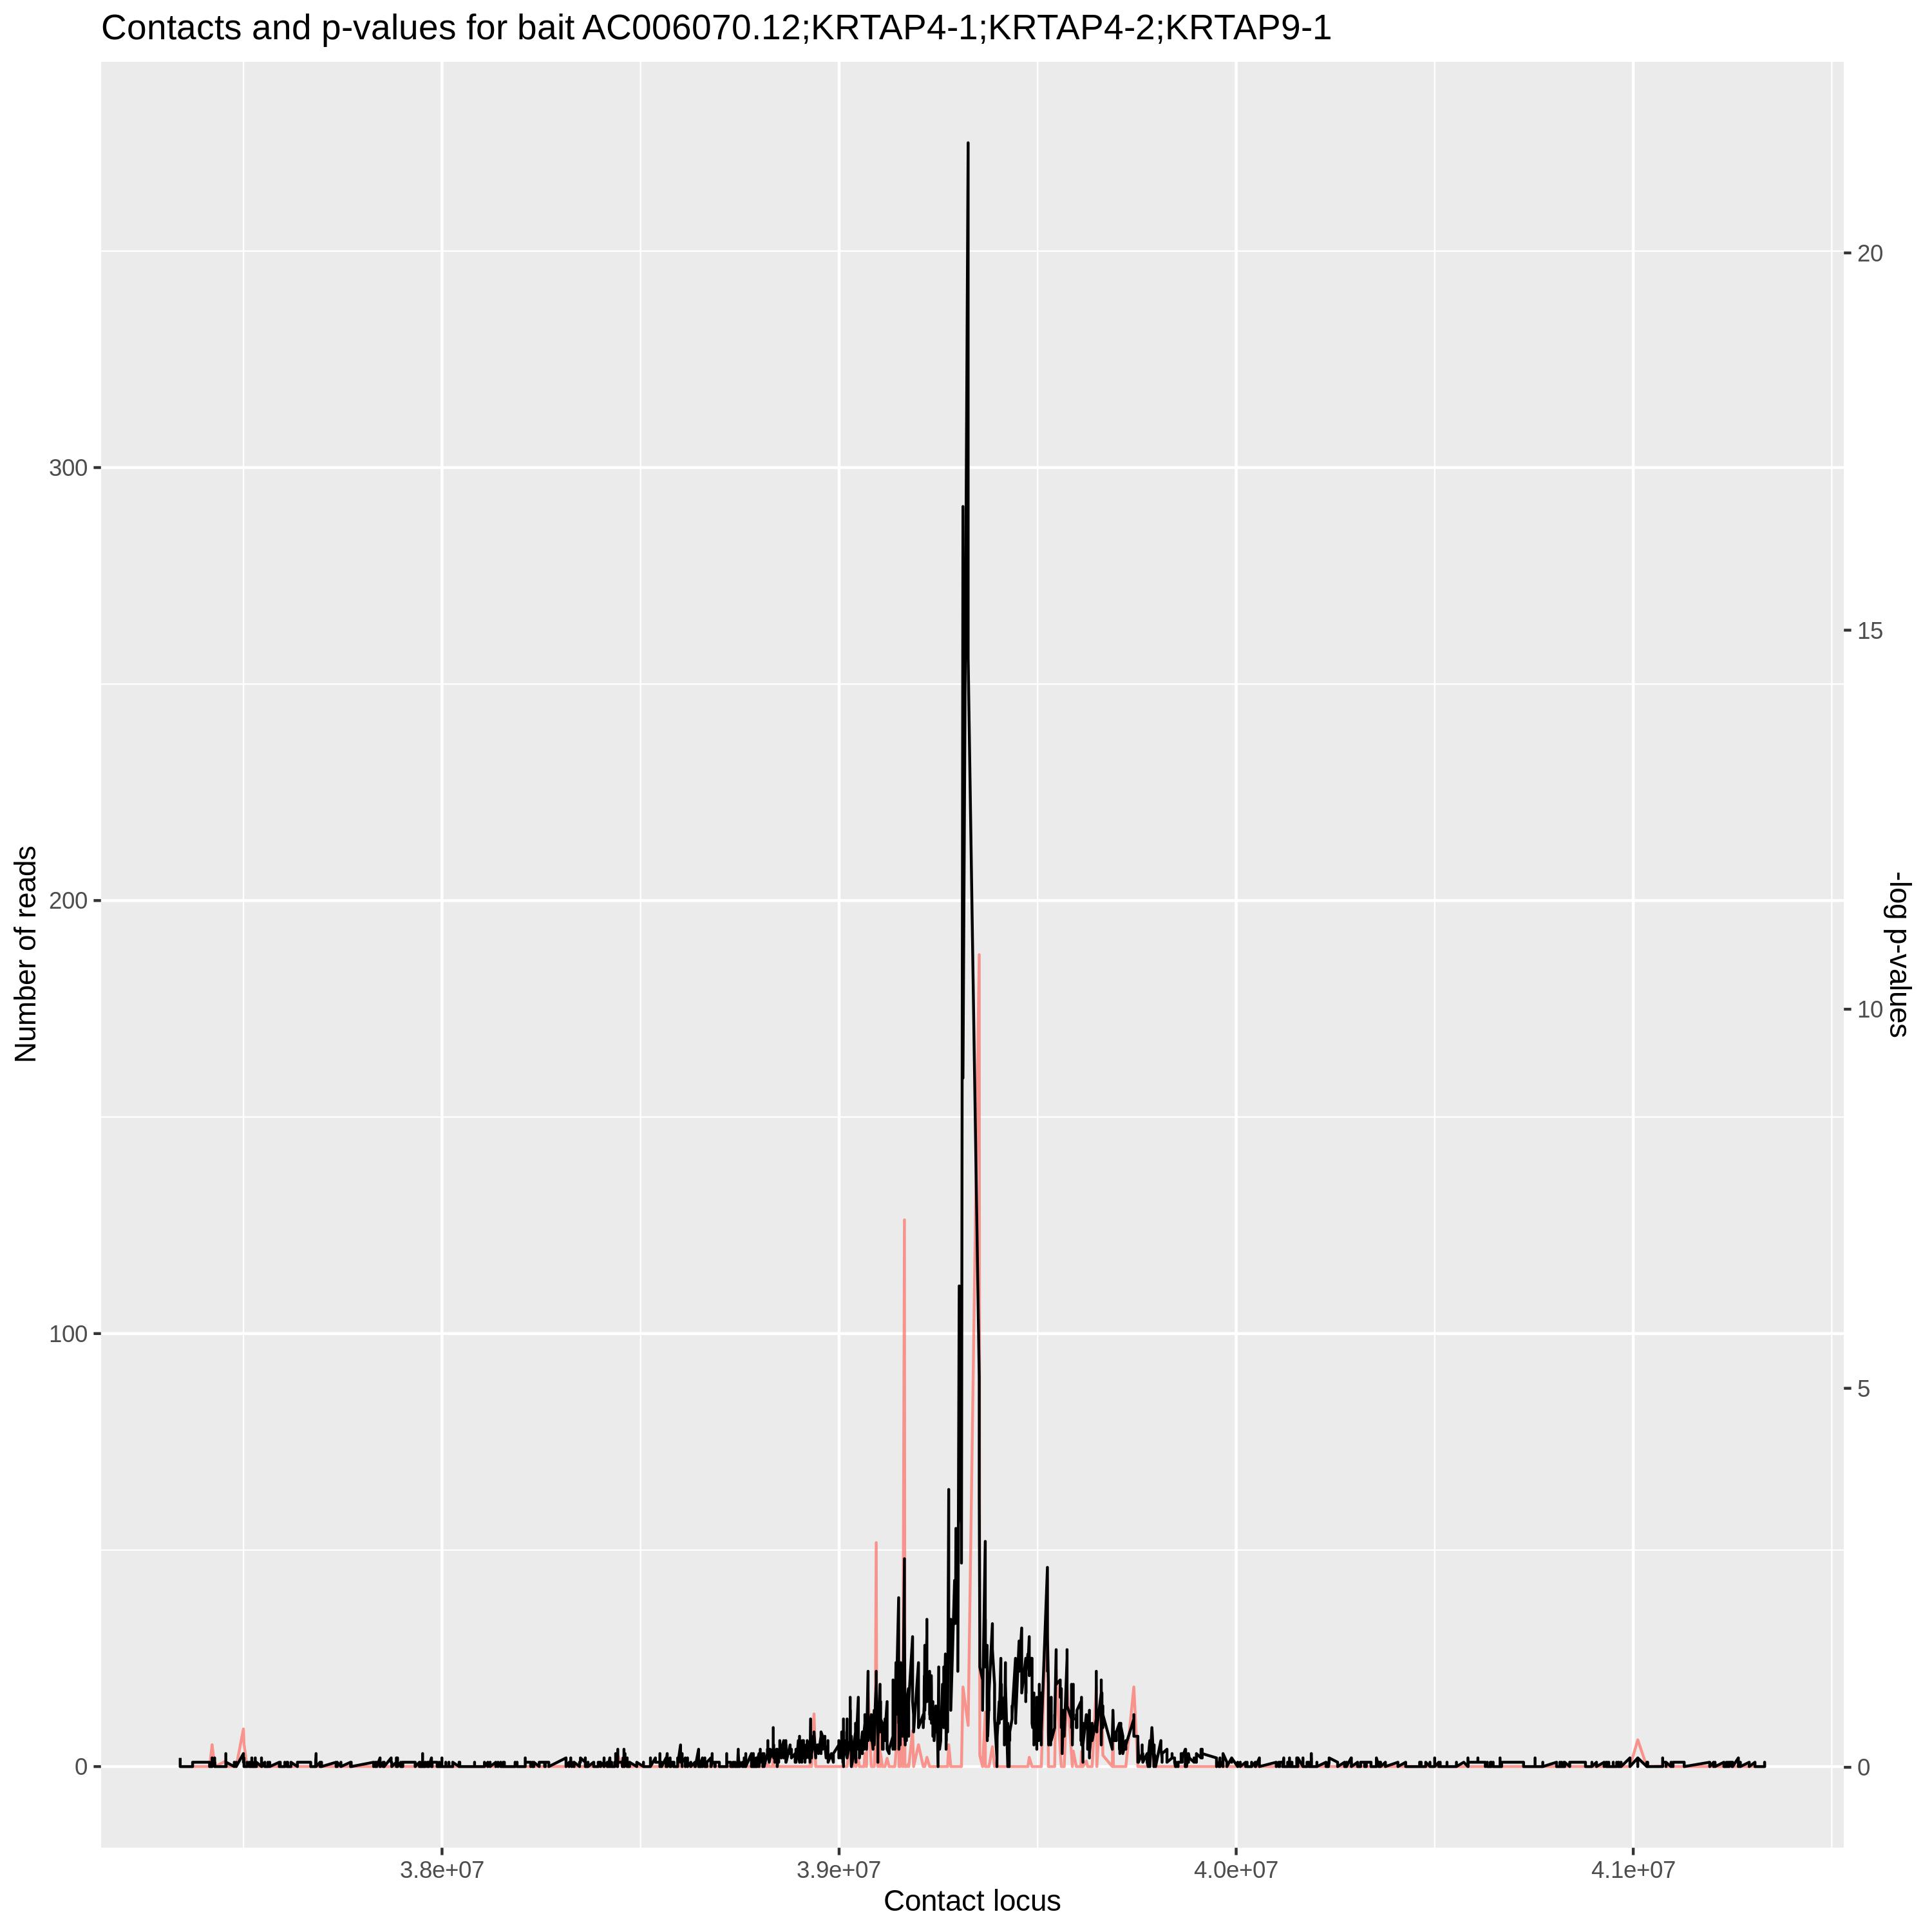 Contacts and p-values for bait AC006070.12;KRTAP4-1;KRTAP4-2;KRTAP9-1
Number of reads
300
200
100
0
20
15
10
5
0
-log p-values
3.8e+07
3.9e+07
4.0e+07
4.1e+07
Contact locus